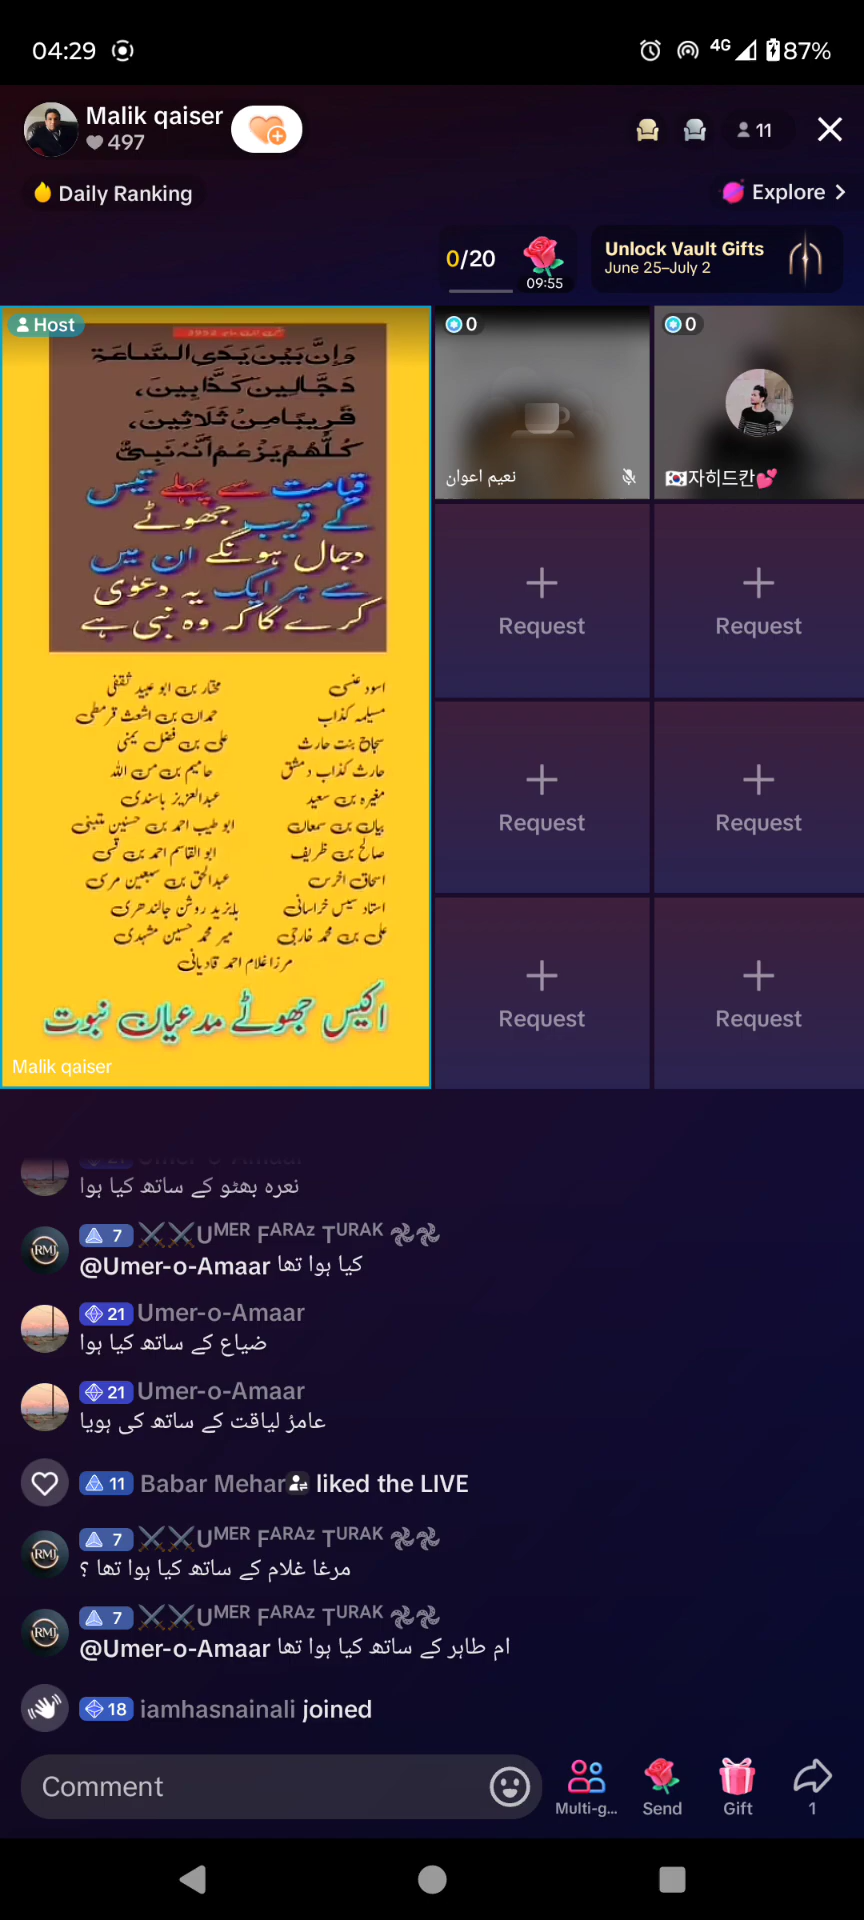 04:29
4G
87%
Malik qaiser
497
11
Daily Ranking
Explore
0/20
09:55
Unlock Vault Gifts
June 25–July 2
Host
وَإِنَّ بَيْنَ يَدَيِ السَّاعَةِ
دَجَّالِينَ كَذَّابِينَ،
قَرِيبًا مِنْ ثَلَاثِينَ،
كُلُّهُمْ يَزْعُمُ أَنَّهُ نَبِيٌّ
قیامت سے پہلے تیس
کے قریب جھوٹے
دجال ہونگے ان میں
سے ہر ایک یہ دعوٰی
کرے گا کہ وہ نبی ہے
اسود عنسی مختار بن ابو عبید ثقفی
مسیلمہ کذاب حمدان بن اشعث قرمطی
سجاح بنت حارث علی بن فضل یمنی
حارث کذاب دمشقی حامیم بن من اللہ
مغیرہ بن سعید عبدالعزیز باسندی
بیان بن سمعان ابو طیب احمد بن حسنین متبنی
صالح بن ظریف ابو القاسم احمد بن قسی
اسحاق اخرس عبدالحق بن سبعین مرسی
استاد سیس خراسانی بایزید روشن جالندھری
علی بن محمد خارجی میر محمد حسین مشہدی
مرزا غلام احمد قادیانی
اکیس جھوٹے مدعیان نبوت
Malik qaiser
0
نعیم اعوان
0
🇰🇷자히드칸💕
Request
Request
Request
Request
Request
Request
نعرہ بھٹو کے ساتھ کیا ہوا
7 ⚔️⚔️Uᴹᴱᴿ Fᴬᴿᴬᶻ Tᵁᴿᴬᴷ
@Umer-o-Amaar کیا ہوا تھا
21 Umer-o-Amaar
ضیاع کے ساتھ کیا ہوا
21 Umer-o-Amaar
عامرُ لیاقت کے ساتھ کی ہویا
11 Babar Mehar liked the LIVE
7 ⚔️⚔️Uᴹᴱᴿ Fᴬᴿᴬᶻ Tᵁᴿᴬᴷ
مرغا غلام کے ساتھ کیا ہوا تھا ؟
7 ⚔️⚔️Uᴹᴱᴿ Fᴬᴿᴬᶻ Tᵁᴿᴬᴷ
@Umer-o-Amaar ام طاہر کے ساتھ کیا ہوا تھا
18 iamhasnainali joined
Comment
Multi-g...
Send
Gift
1
RMJ
RMJ
RMJ